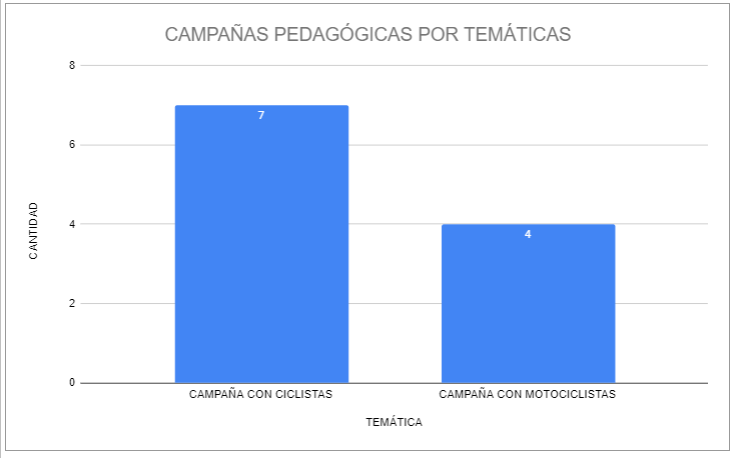 CAMPAÑAS PEDAGÓGICAS POR TEMÁTICAS
8
7
6
4
4
CANTIDAD
2
0
CAMPAÑA CON CICLISTAS
CAMPAÑA CON MOTOCICLISTAS
TEMÁTICA